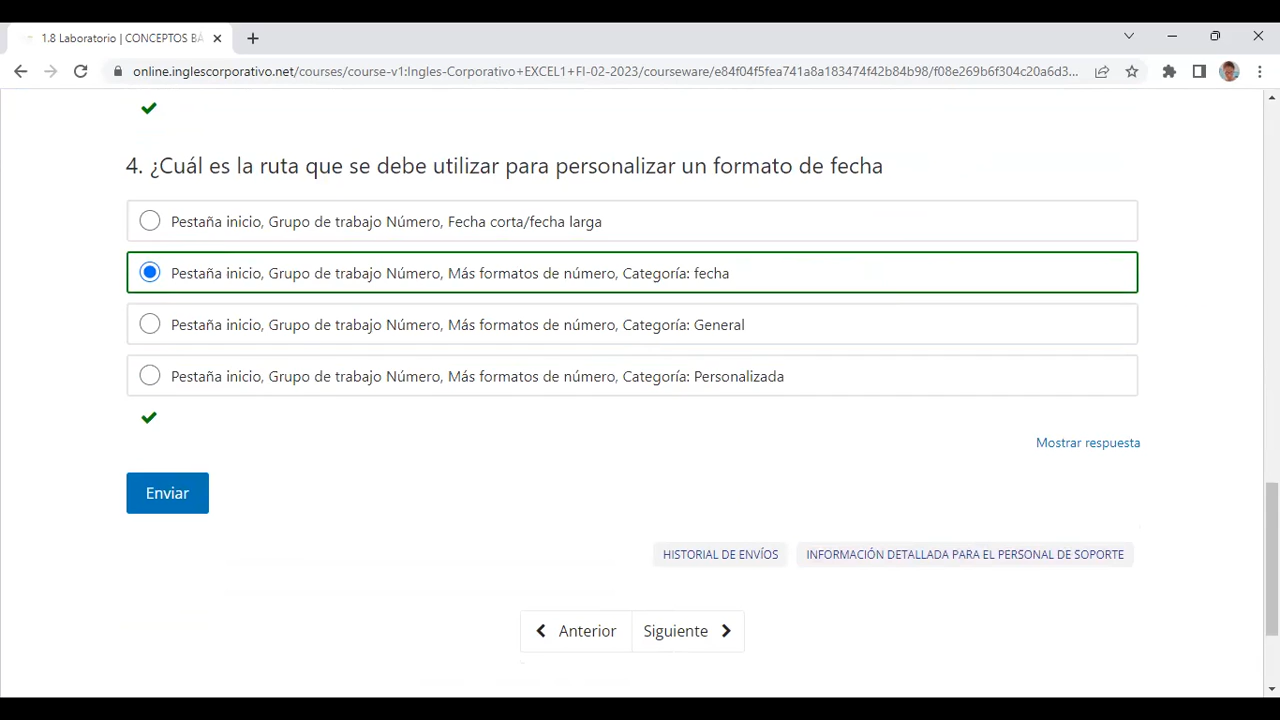 1.8 Laboratorio | CONCEPTOS BÁ
online.inglescorporativo.net/courses/course-v1:Ingles-Corporativo+EXCEL1+FI-02-2023/courseware/e84f04f5fea741a8a183474f42b84b98/f08e269b6f304c20a6d3...
4. ¿Cuál es la ruta que se debe utilizar para personalizar un formato de fecha
Pestaña inicio, Grupo de trabajo Número, Fecha corta/fecha larga
Pestaña inicio, Grupo de trabajo Número, Más formatos de número, Categoría: fecha
Pestaña inicio, Grupo de trabajo Número, Más formatos de número, Categoría: General
Pestaña inicio, Grupo de trabajo Número, Más formatos de número, Categoría: Personalizada
Mostrar respuesta
Enviar
HISTORIAL DE ENVÍOS
INFORMACIÓN DETALLADA PARA EL PERSONAL DE SOPORTE
Anterior
Siguiente